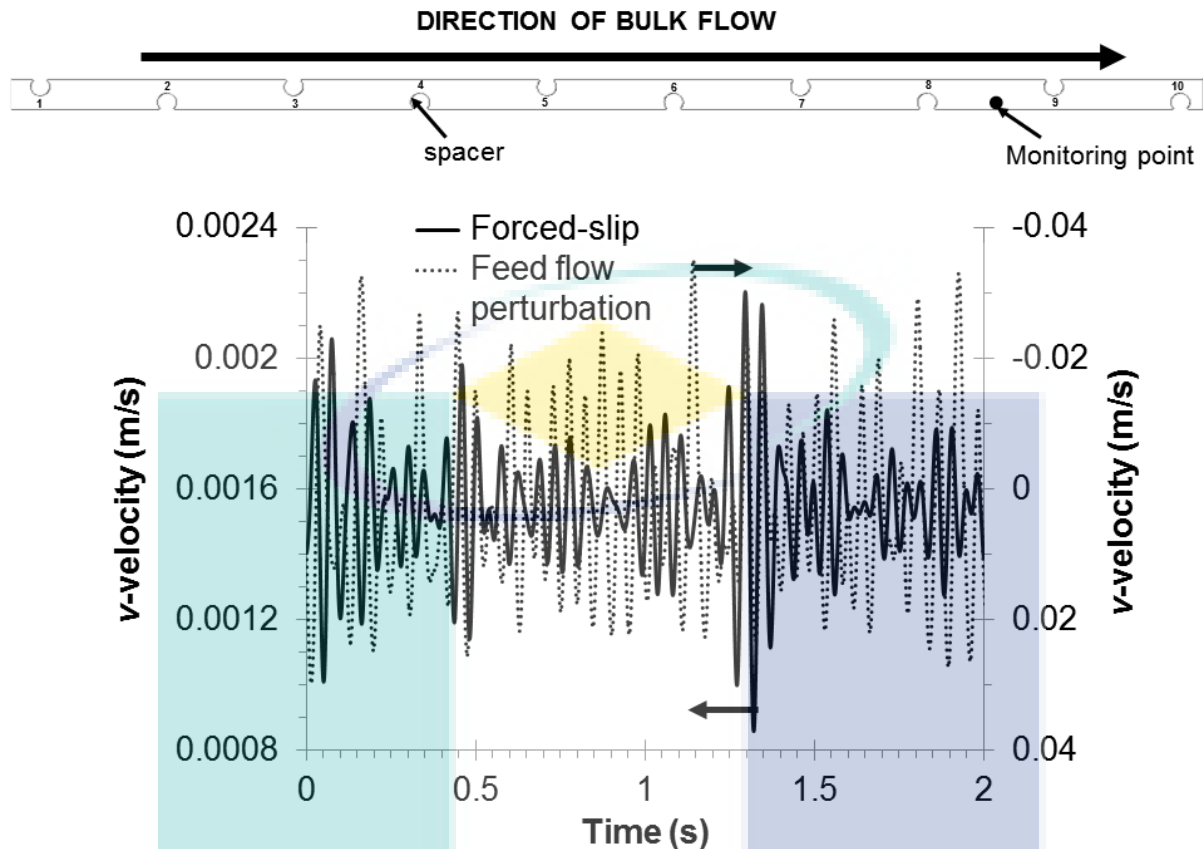 DIRECTION OF BULK FLOW
2 4 6 8 10
1 3 5 7 9
spacer
Monitoring point
Forced-slip
Feed flow
perturbation
v-velocity (m/s)
0.0024
0.002
0.0016
0.0012
0.0008
-0.04
-0.02
0
0.02
0.04
v-velocity (m/s)
0 0.5 1 1.5 2
Time (s)